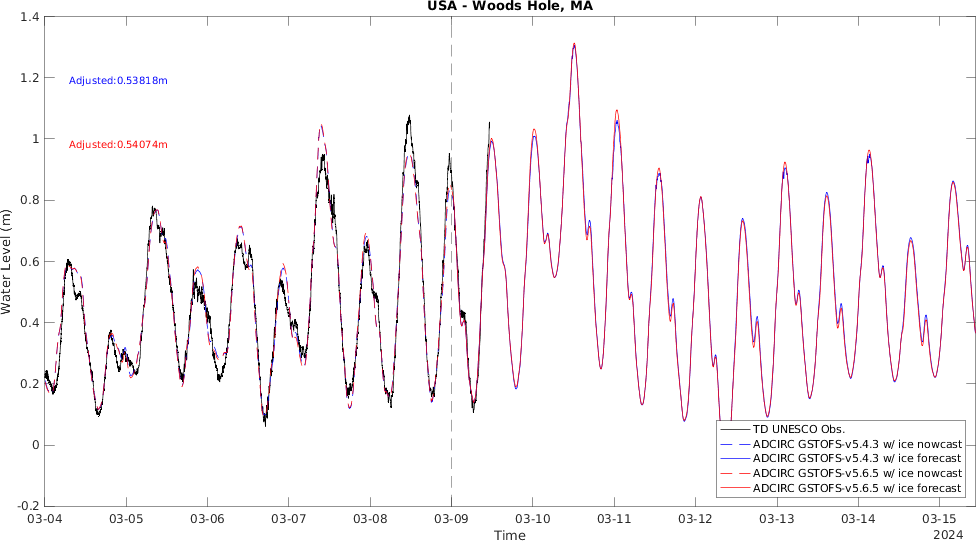 USA - Woods Hole, MA
1.4
1.2
1
0.8
0.6
0.4
0.2
0
-0.2
Water Level (m)
Adjusted:0.53818m
Adjusted:0.54074m
TD UNESCO Obs.
ADCIRC GSTOFS-v5.4.3 w/ ice nowcast
ADCIRC GSTOFS-v5.4.3 w/ ice forecast
ADCIRC GSTOFS-v5.6.5 w/ ice nowcast
ADCIRC GSTOFS-v5.6.5 w/ ice forecast
03-04 03-05 03-06 03-07 03-08 03-09 03-10 03-11 03-12 03-13 03-14 03-15
Time
2024